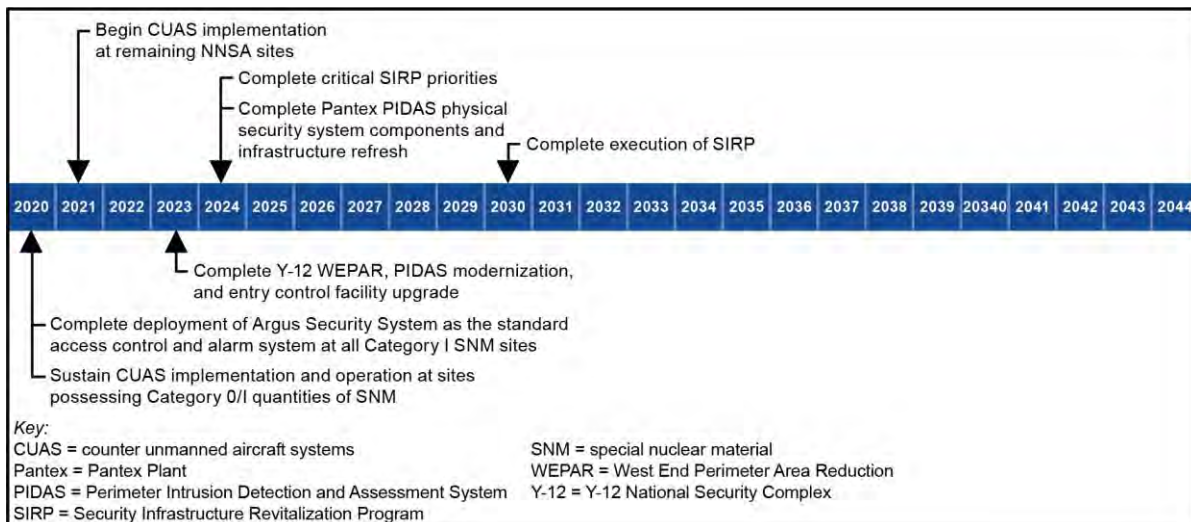 Begin CUAS implementation
at remaining NNSA sites
Complete critical SIRP priorities
Complete Pantex PIDAS physical
security system components and
infrastructure refresh
Complete execution of SIRP
2020 2021 2022 2023 2024 2025 2026 2027 2028 2029 2030 2031 2032 2033 2034 2035 2036 2037 2038 2039 20340 2041 2042 2043 2044
Complete Y-12 WEPAR, PIDAS modernization,
and entry control facility upgrade
Complete deployment of Argus Security System as the standard
access control and alarm system at all Category I SNM sites
Sustain CUAS implementation and operation at sites
possessing Category 0/I quantities of SNM
Key:
CUAS = counter unmanned aircraft systems
Pantex = Pantex Plant
PIDAS = Perimeter Intrusion Detection and Assessment System
SIRP = Security Infrastructure Revitalization Program
SNM = special nuclear material
WEPAR = West End Perimeter Area Reduction
Y-12 = Y-12 National Security Complex